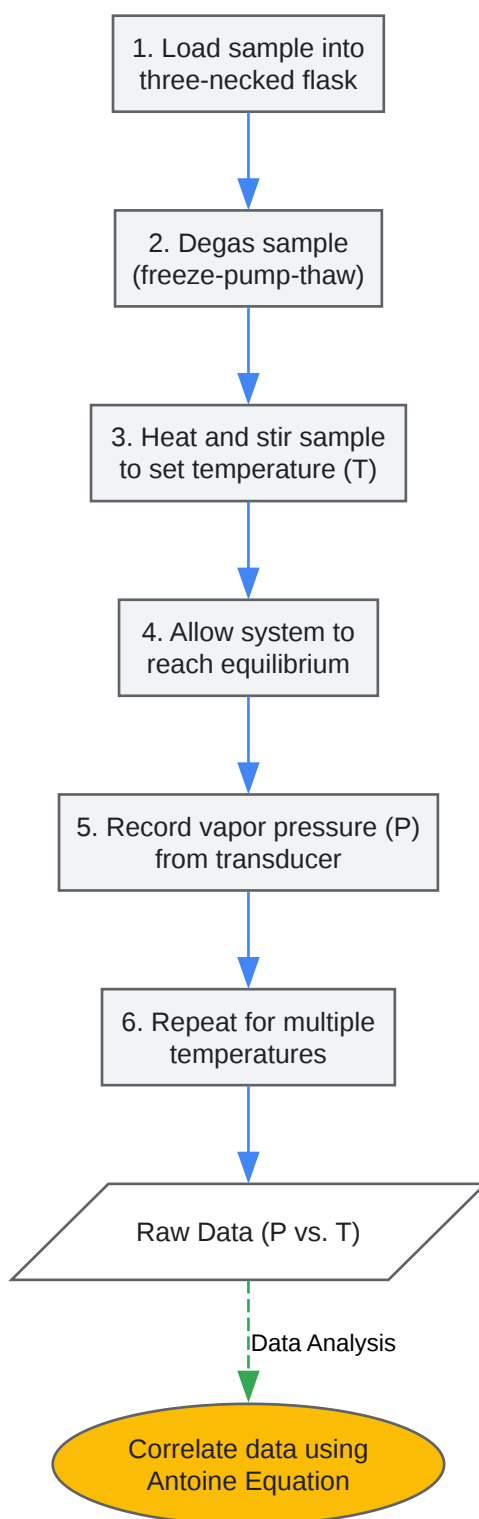 1. Load sample into
three-necked flask
2. Degas sample
(freeze-pump-thaw)
3. Heat and stir sample
to set temperature (T)
4. Allow system to
reach equilibrium
5. Record vapor pressure (P)
from transducer
6. Repeat for multiple
temperatures
Raw Data (P vs. T)
Data Analysis
Correlate data using
Antoine Equation